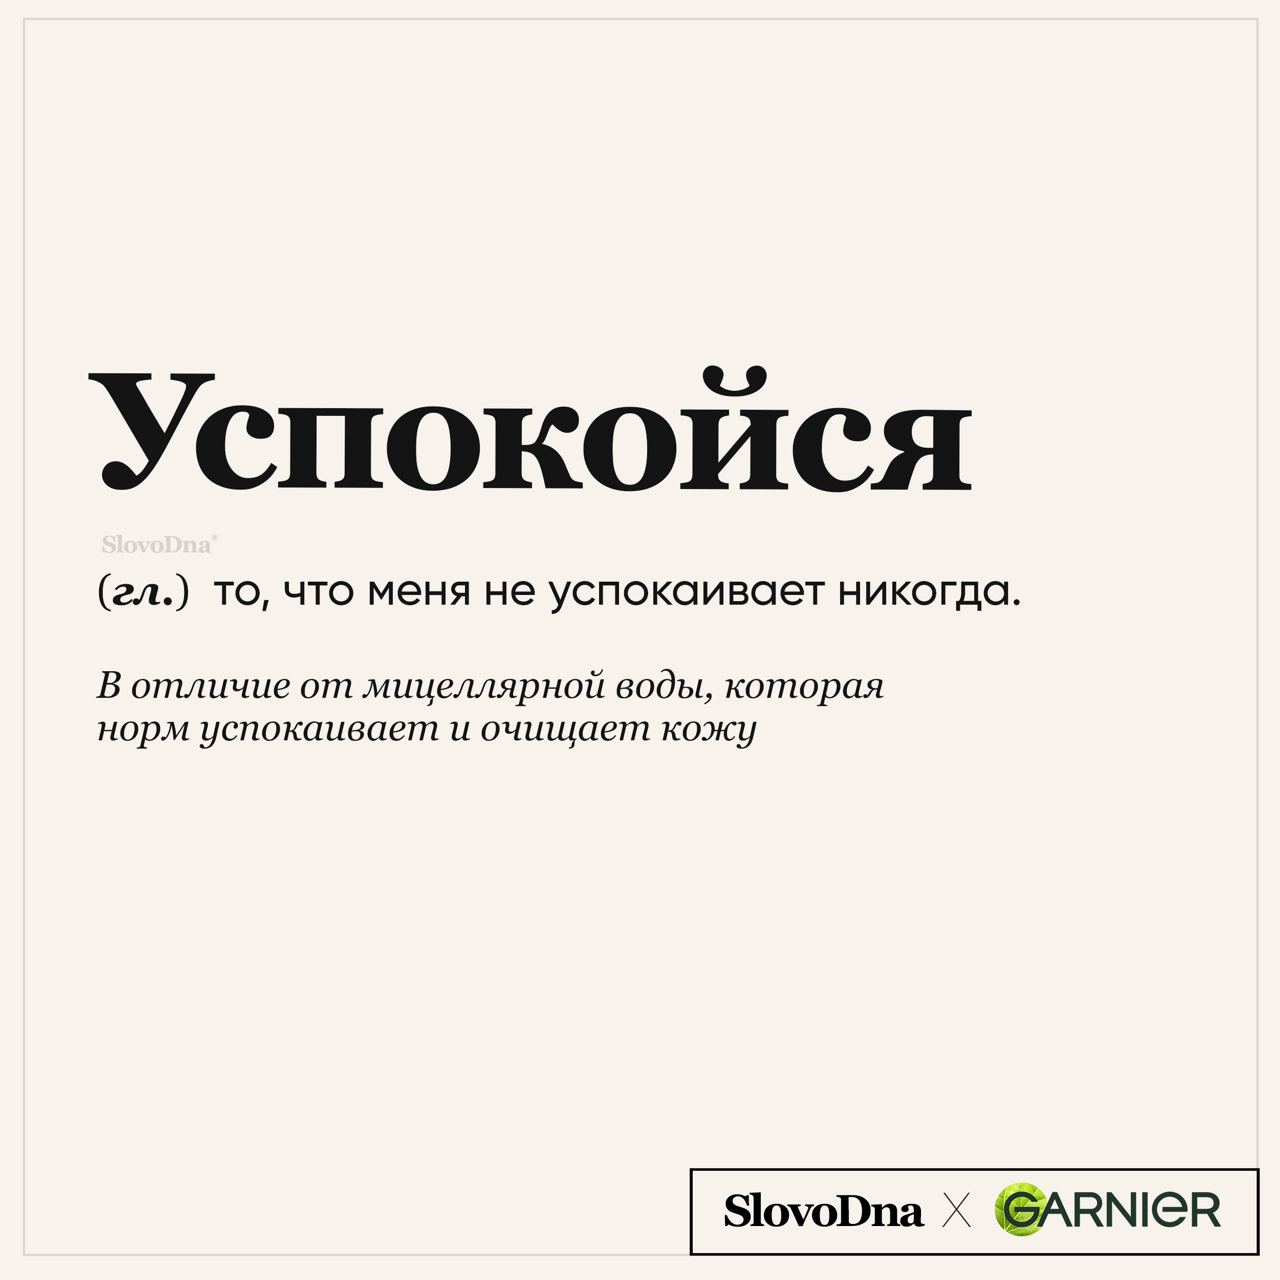 Успокойся
SlovoDna®
(гл.) то, что меня не успокаивает никогда.
В отличие от мицеллярной воды, которая
норм успокаивает и очищает кожу
SlovoDna X GARNIER